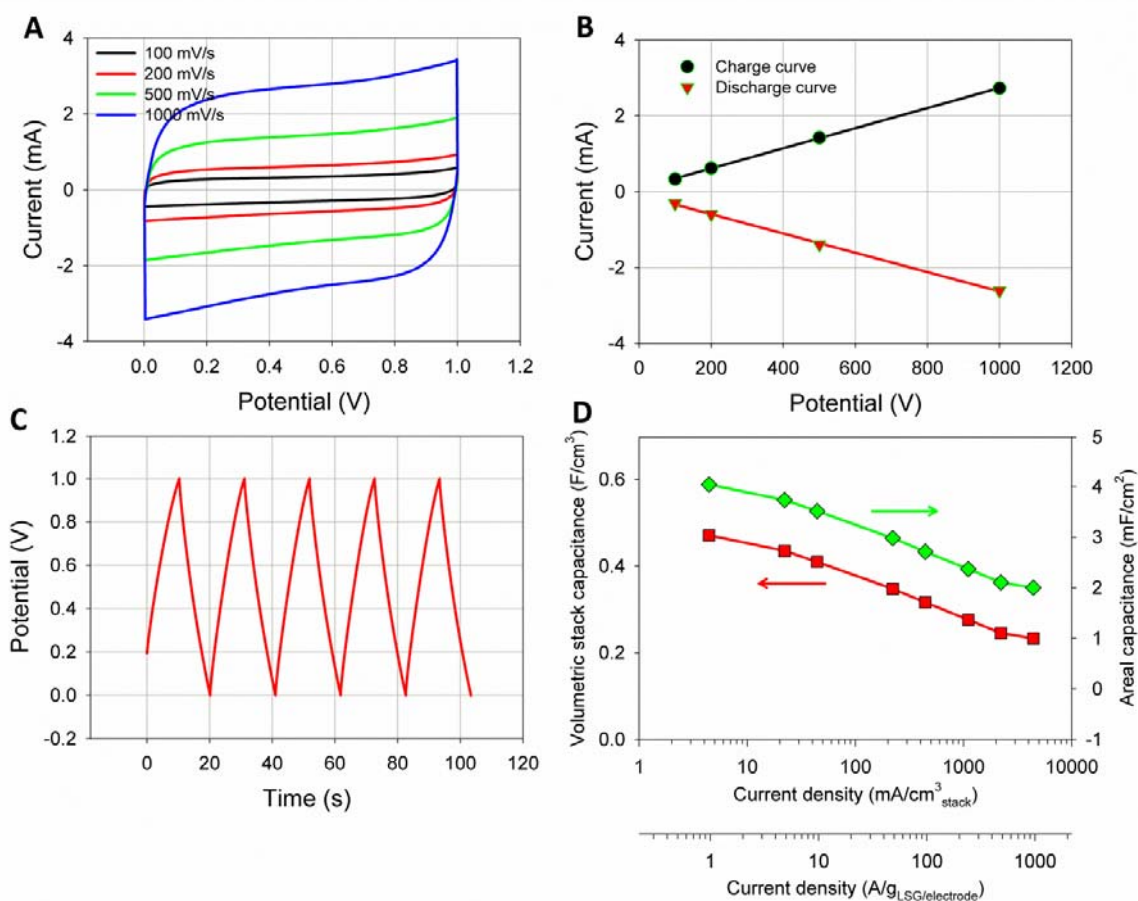 A
4
2
0
-2
-4
Current (mA)
100 mV/s
200 mV/s
500 mV/s
1000 mV/s
0.0 0.2 0.4 0.6 0.8 1.0 1.2
Potential (V)
B
4
2
0
-2
-4
Current (mA)
Charge curve
Discharge curve
0 200 400 600 800 1000 1200
Potential (V)
C
1.2
1.0
0.8
0.6
0.4
0.2
0.0
-0.2
Potential (V)
0 20 40 60 80 100 120
Time (s)
D
Volumetric stack capacitance (F/cm³)
0.6
0.4
0.2
0.0
5
4
3
2
1
0
-1
Areal capacitance (mF/cm²)
1 10 100 1000 10000
Current density (mA/cm³stack)
1 10 100 1000
Current density (A/gLSG/electrode)